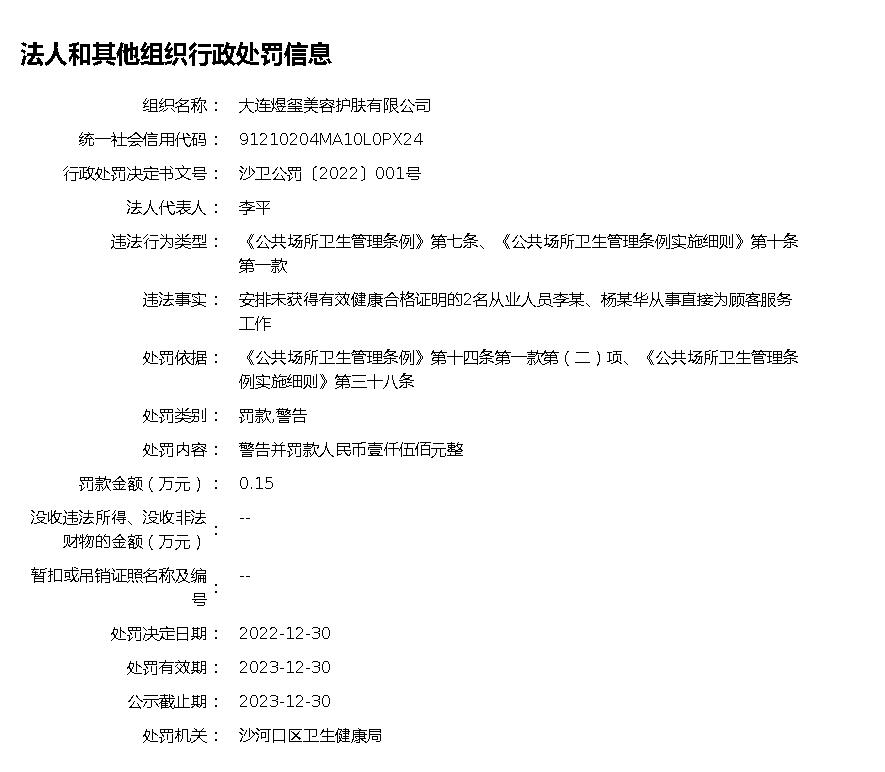 法人和其他组织行政处罚信息
组织名称： 大连煜玺美容护肤有限公司
统一社会信用代码： 91210204MA10L0PX24
行政处罚决定书文号： 沙卫公罚〔2022〕001号
法人代表人： 李平
违法行为类型： 《公共场所卫生管理条例》第七条、《公共场所卫生管理条例实施细则》第十条
第一款
违法事实： 安排未获得有效健康合格证明的2名从业人员李某、杨某华从事直接为顾客服务
工作
处罚依据： 《公共场所卫生管理条例》第十四条第一款第（二）项、《公共场所卫生管理条
例实施细则》第三十八条
处罚类别： 罚款,警告
处罚内容： 警告并罚款人民币壹仟伍佰元整
罚款金额（万元）： 0.15
没收违法所得、没收非法
财物的金额（万元）： --
暂扣或吊销证照名称及编
号： --
处罚决定日期： 2022-12-30
处罚有效期： 2023-12-30
公示截止期： 2023-12-30
处罚机关： 沙河口区卫生健康局